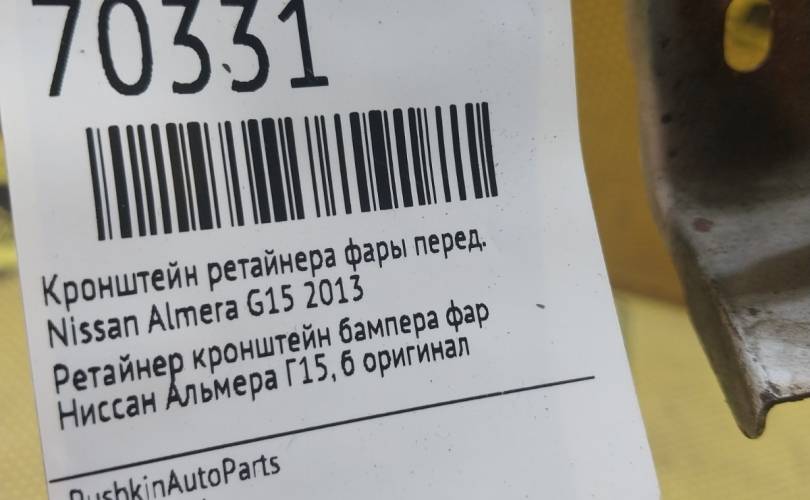 70331
Кронштейн ретайнера фары перед.
Nissan Almera G15 2013
Ретайнер кронштейн бампера фар
Ниссан Альмера Г15, б оригинал
PushkinAutoParts